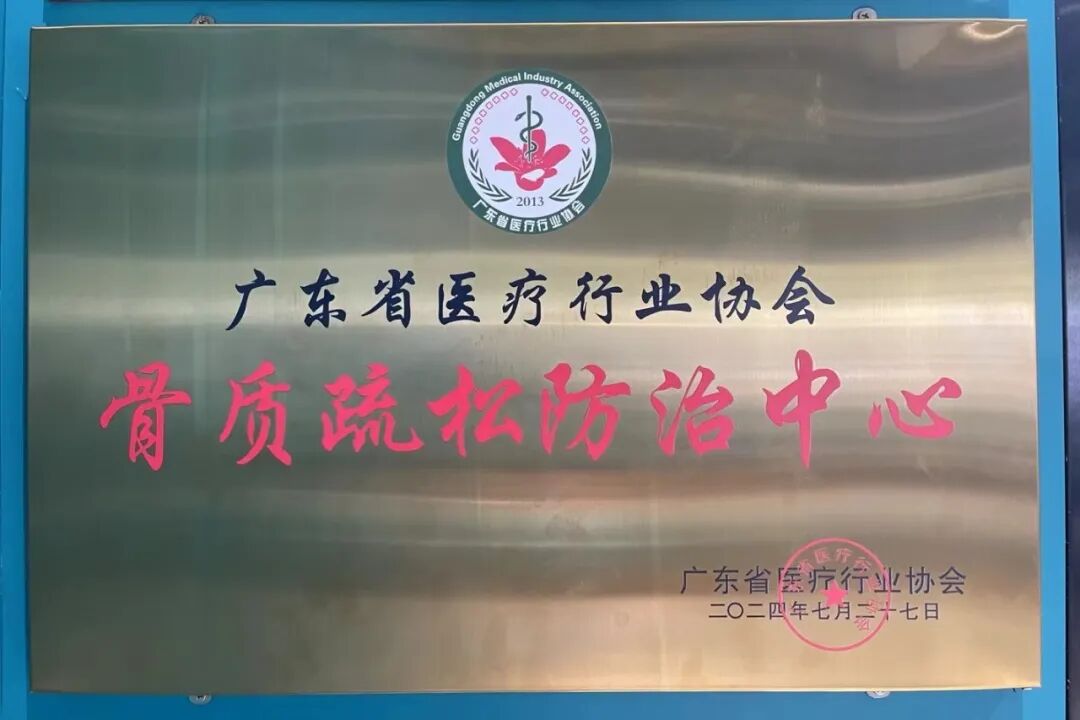 Guangdong Medical Industry Association
2013
广东省医疗行业协会
广东省医疗行业协会
骨质疏松防治中心
广东省医疗行业协会
二〇二四年七月二十七日